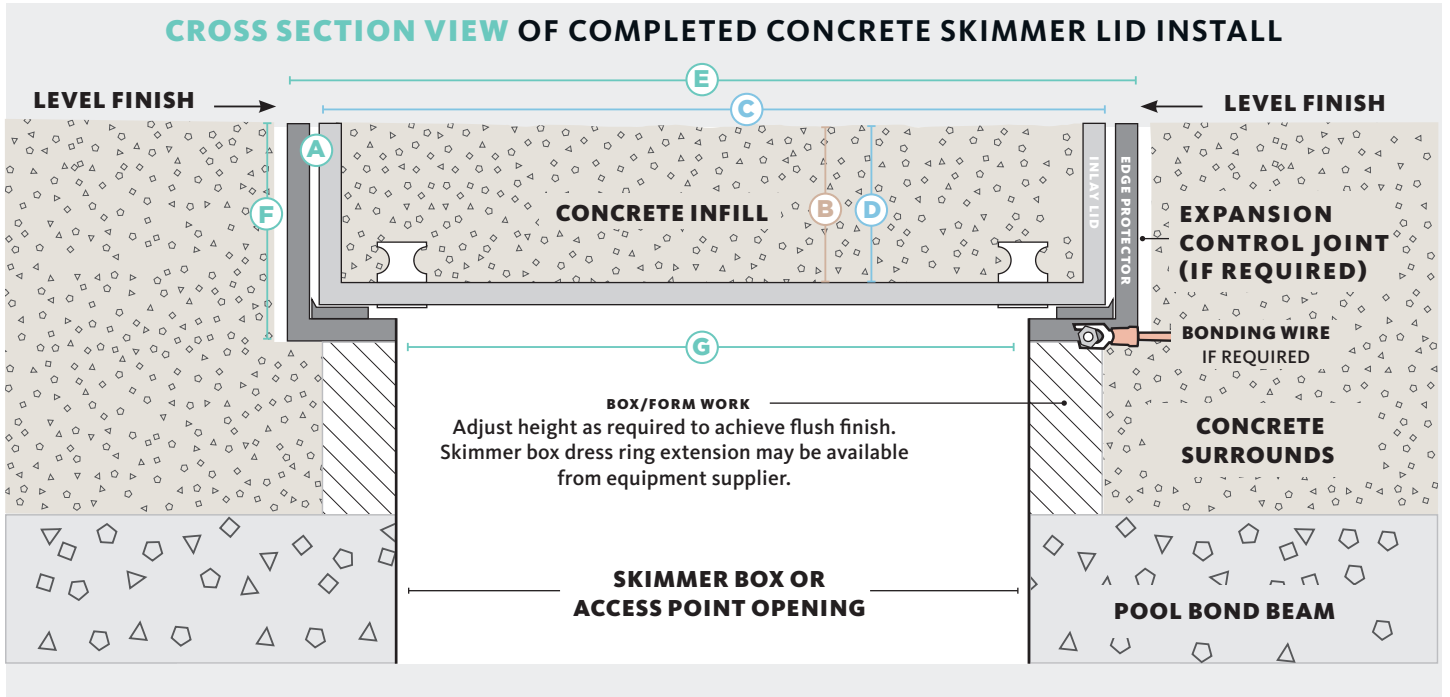 CROSS SECTION VIEW OF COMPLETED CONCRETE SKIMMER LID INSTALL
E
LEVEL FINISH
C
LEVEL FINISH
A
F
CONCRETE INFILL
B
D
INLAY LID
EDGE PROTECTOR
EXPANSION
CONTROL JOINT
(IF REQUIRED)
BONDING WIRE
IF REQUIRED
G
BOX/FORM WORK
Adjust height as required to achieve flush finish.
Skimmer box dress ring extension may be available
from equipment supplier.
CONCRETE
SURROUNDS
SKIMMER BOX OR
ACCESS POINT OPENING
POOL BOND BEAM